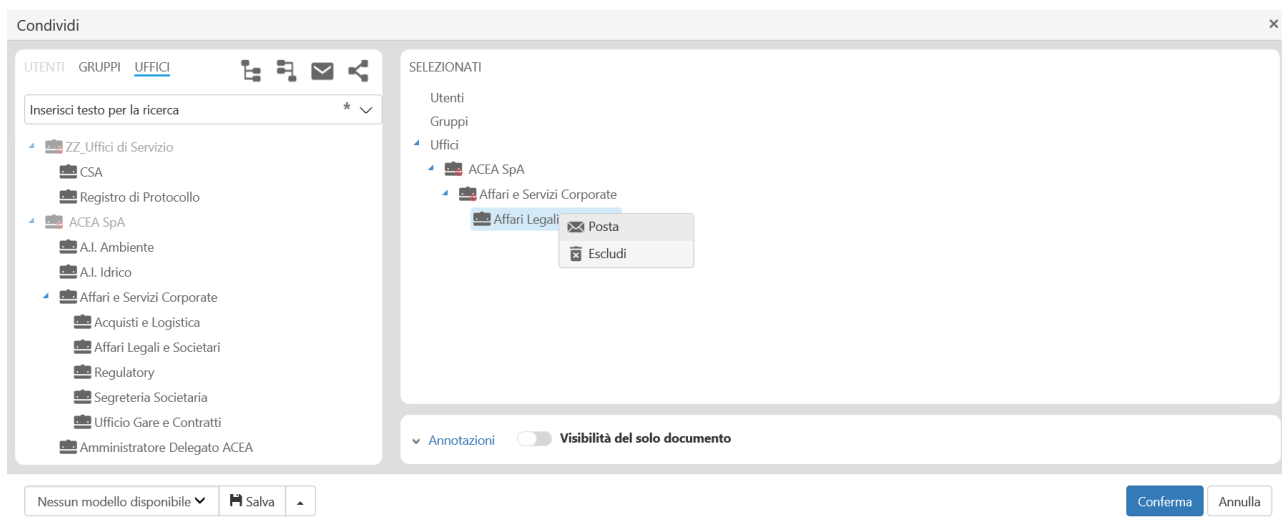 Condividi ×
UTENTI GRUPPI UFFICI
Inserisci testo per la ricerca *
ZZ_Uffici di Servizio
CSA
Registro di Protocollo
ACEA SpA
A.I. Ambiente
A.I. Idrico
Affari e Servizi Corporate
Acquisti e Logistica
Affari Legali e Societari
Regulatory
Segreteria Societaria
Ufficio Gare e Contratti
Amministratore Delegato ACEA
SELEZIONATI
Utenti
Gruppi
Uffici
ACEA SpA
Affari e Servizi Corporate
Affari Legali
Posta
Escludi
Annotazioni Visibilità del solo documento
Nessun modello disponibile Salva Conferma Annulla